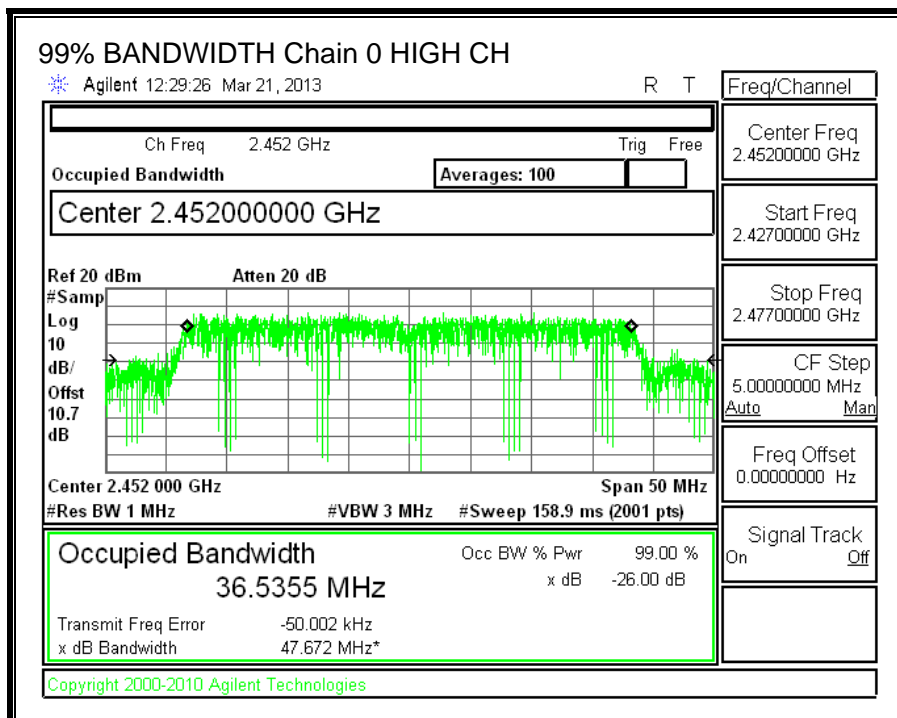 99% BANDWIDTH Chain 0 HIGH CH
Agilent 12:29:26 Mar 21, 2013 R T
Freq/Channel
Ch Freq 2.452 GHz Trig Free
Occupied Bandwidth Averages: 100
Center 2.452000000 GHz
Ref 20 dBm Atten 20 dB
#Samp
Log
10
dB/
Offst
10.7
dB
Center 2.452 000 GHz Span 50 MHz
#Res BW 1 MHz #VBW 3 MHz #Sweep 158.9 ms (2001 pts)
Occupied Bandwidth
36.5355 MHz
Occ BW % Pwr 99.00 %
x dB -26.00 dB
Transmit Freq Error -50.002 kHz
x dB Bandwidth 47.672 MHz*
Copyright 2000-2010 Agilent Technologies
Center Freq
2.45200000 GHz
Start Freq
2.42700000 GHz
Stop Freq
2.47700000 GHz
CF Step
5.00000000 MHz
Auto Man
Freq Offset
0.00000000 Hz
Signal Track
On Off